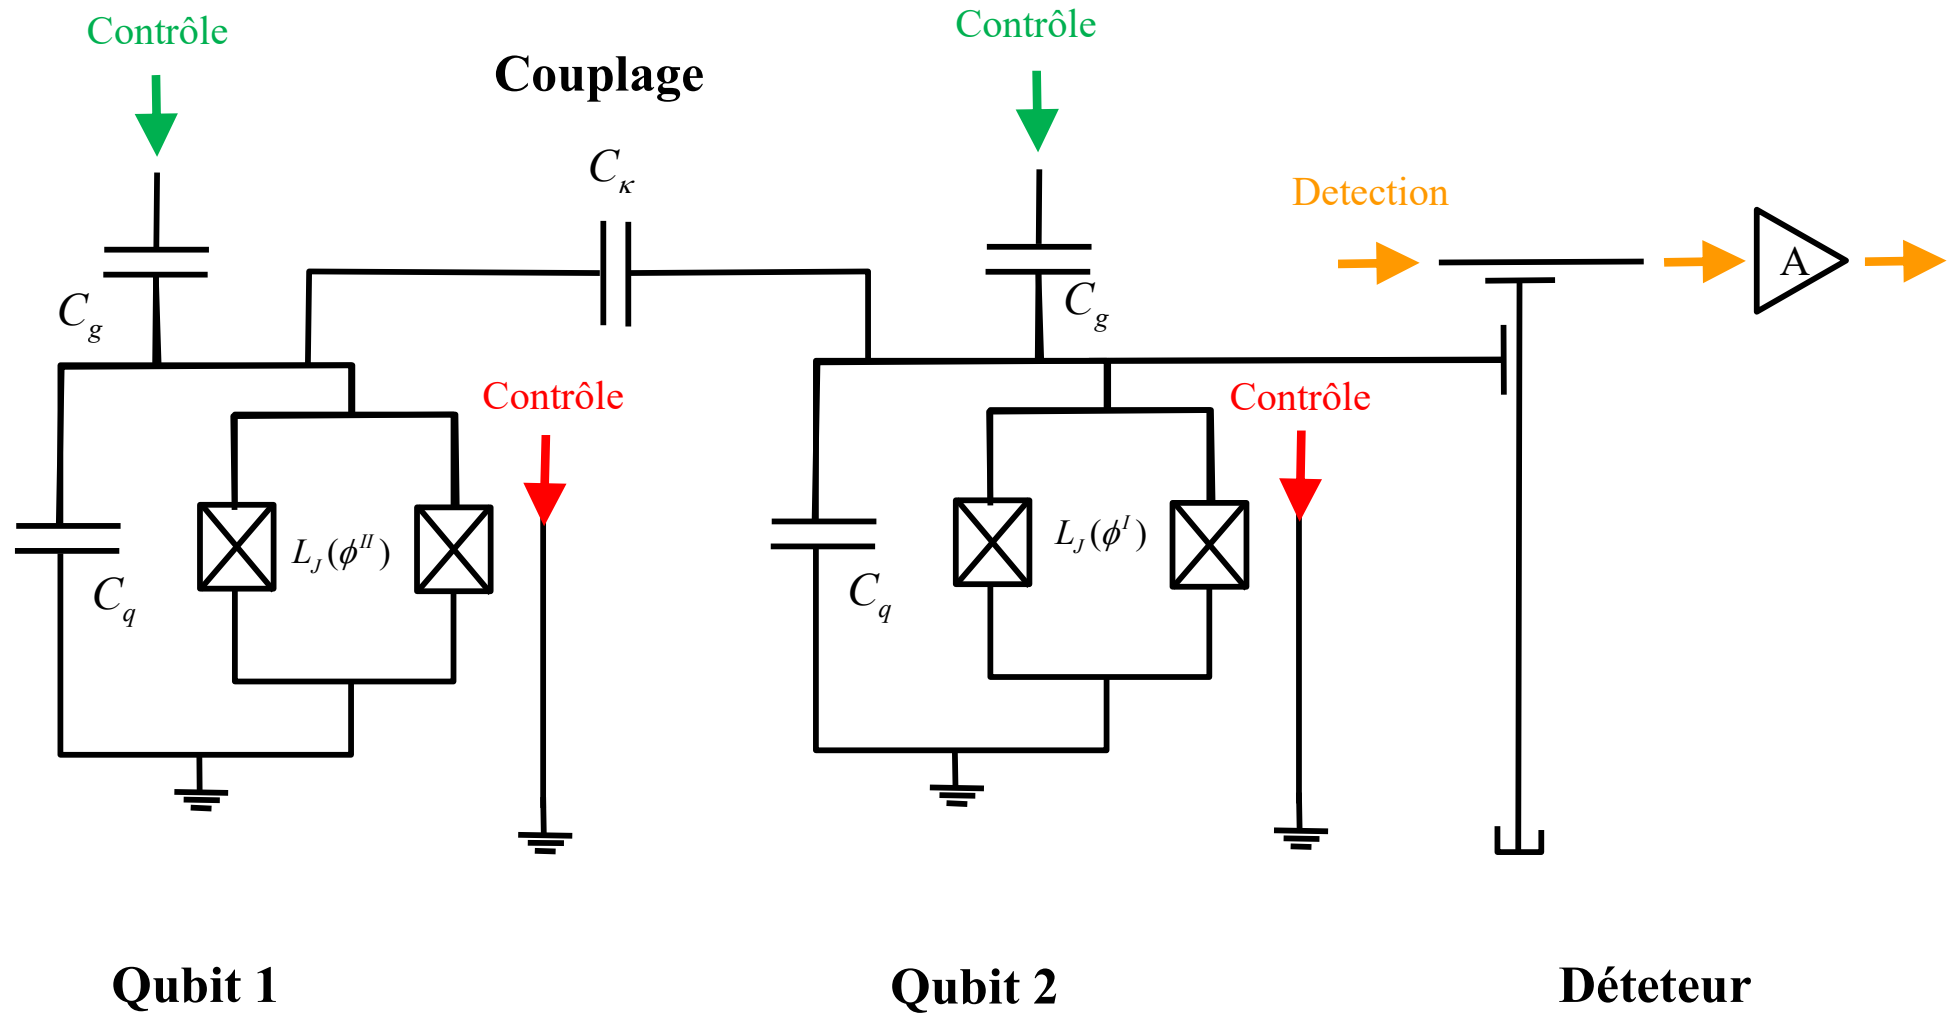 Contrôle
Contrôle
Couplage
C_κ
Detection
A
C_g
C_g
Contrôle
Contrôle
L_J(ϕ^II)
L_J(ϕ^I)
C_q
C_q
Qubit 1
Qubit 2
Déteteur